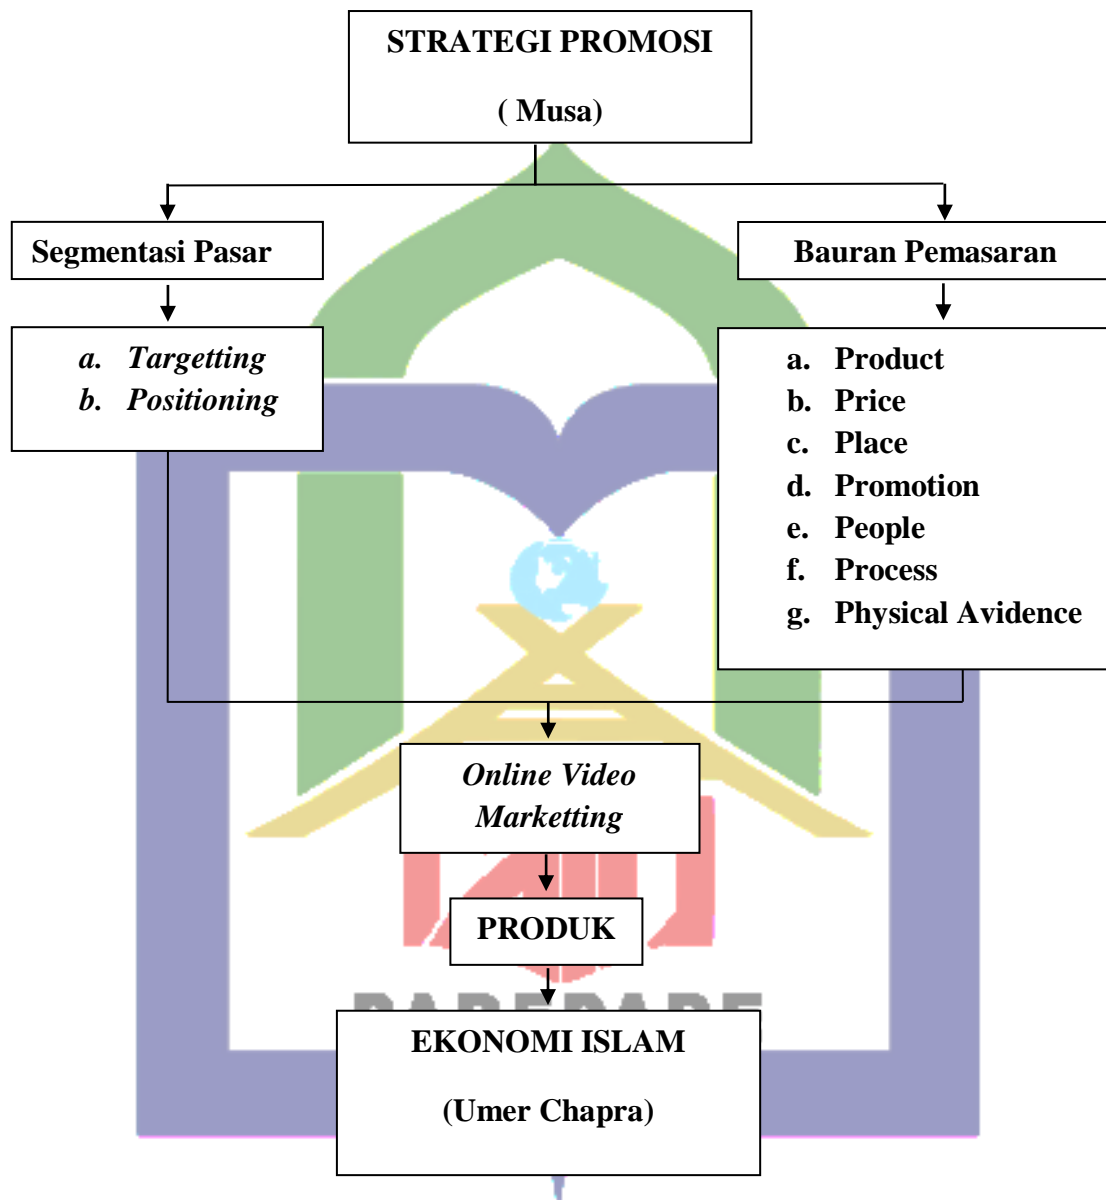 STRATEGI PROMOSI
( Musa)
Segmentasi Pasar
Bauran Pemasaran
a. Targetting
b. Positioning
a. Product
b. Price
c. Place
d. Promotion
e. People
f. Process
g. Physical Avidence
Online Video
Marketting
PRODUK
PAREPARE
EKONOMI ISLAM
(Umer Chapra)